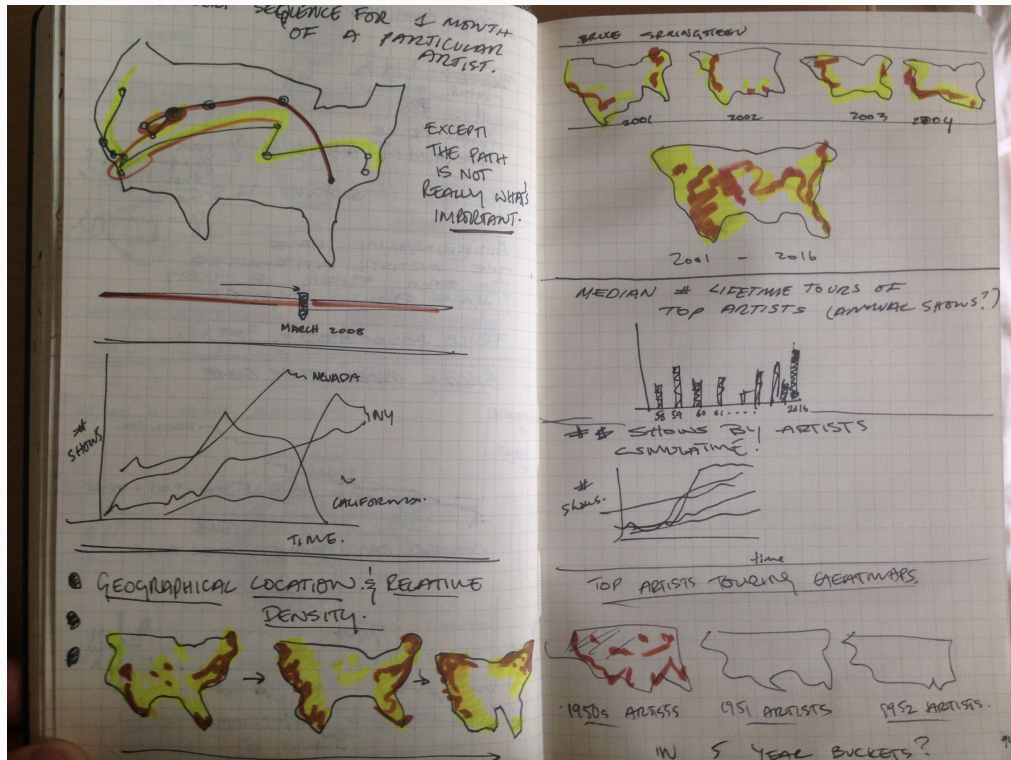 SEQUENCE FOR 1 MONTH
OF A PARTICULAR
ARTIST.
EXCEPT
THE PATH
IS NOT
REALLY WHAT'S
IMPORTANT.
MARCH 2008
# SHOWS
NEVADA
NY
CALIFORNIA.
TIME.
GEOGRAPHICAL LOCATION & RELATIVE
DENSITY.
BRUCE SPRINGSTEEN
2001 2002 2003 2004
2001 - 2016
MEDIAN # LIFETIME TOURS OF
TOP ARTISTS (ANNUAL SHOWS?)
58 59 60 61.... 2016
# SHOWS BY ARTISTS
CUMULATIVE.
# shows.
time
TOP ARTISTS TOURING HEATMAPS.
1950s ARTISTS 1951 ARTISTS 1952 ARTISTS.
IN 5 YEAR BUCKETS?